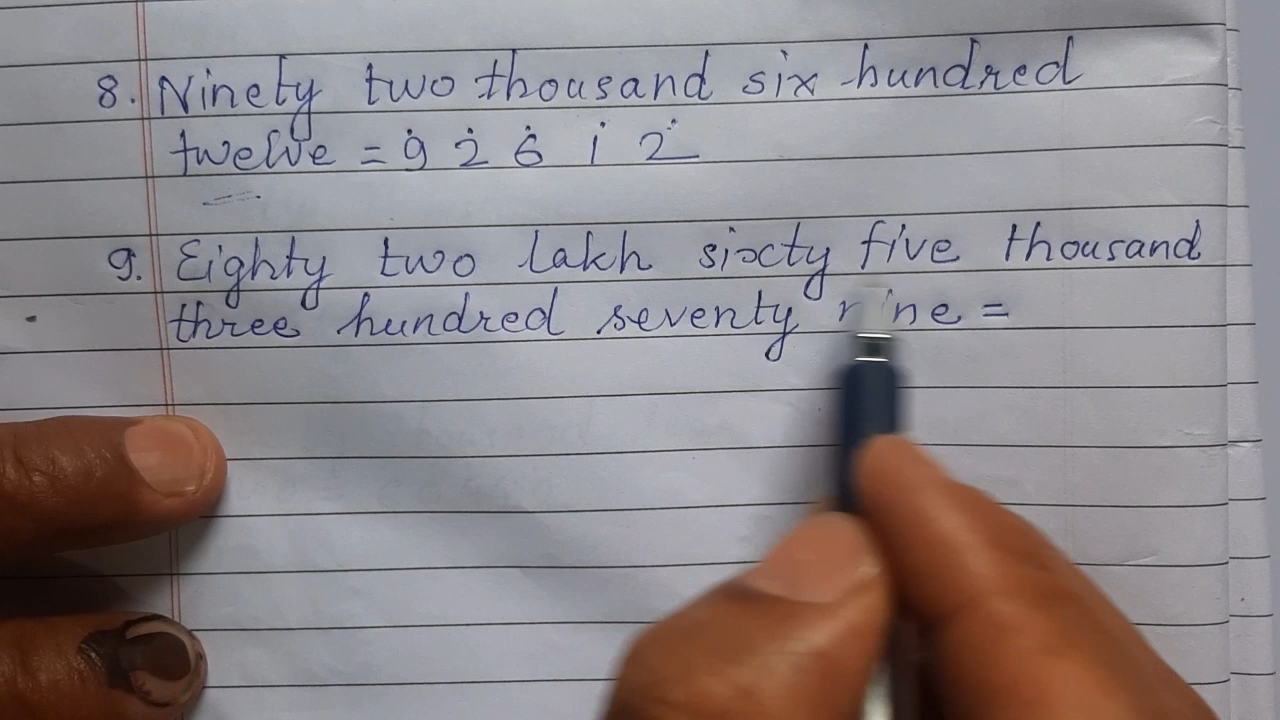 8. Ninety two thousand six hundred
twelve = 9 2 6 1 2
9. Eighty two lakh sixty five thousand
three hundred seventy nine =